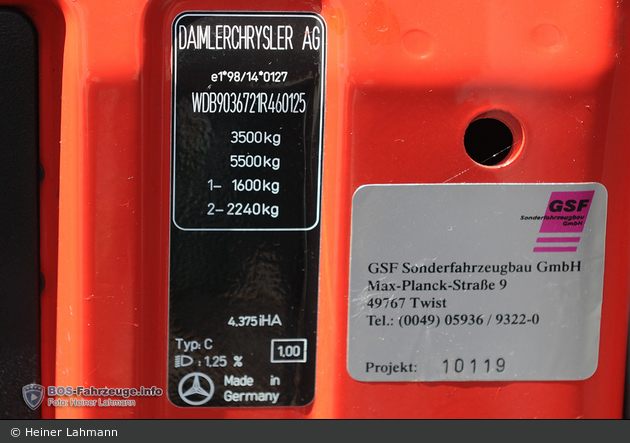 DAIMLERCHRYSLER AG
e1*98/14*0127
WDB9036721R460125
3500kg
5500kg
1- 1600kg
2- 2240kg
4.375iHA
Typ: C
: 1,25 %
1,00
Made in
Germany
GSF
Sonderfahrzeugbau
GmbH
GSF Sonderfahrzeugbau GmbH
Max-Planck-Straße 9
49767 Twist
Tel.: (0049) 05936 / 9322-0
Projekt: 10119
BOS-Fahrzeuge.info
Foto: Heiner Lahmann
© Heiner Lahmann